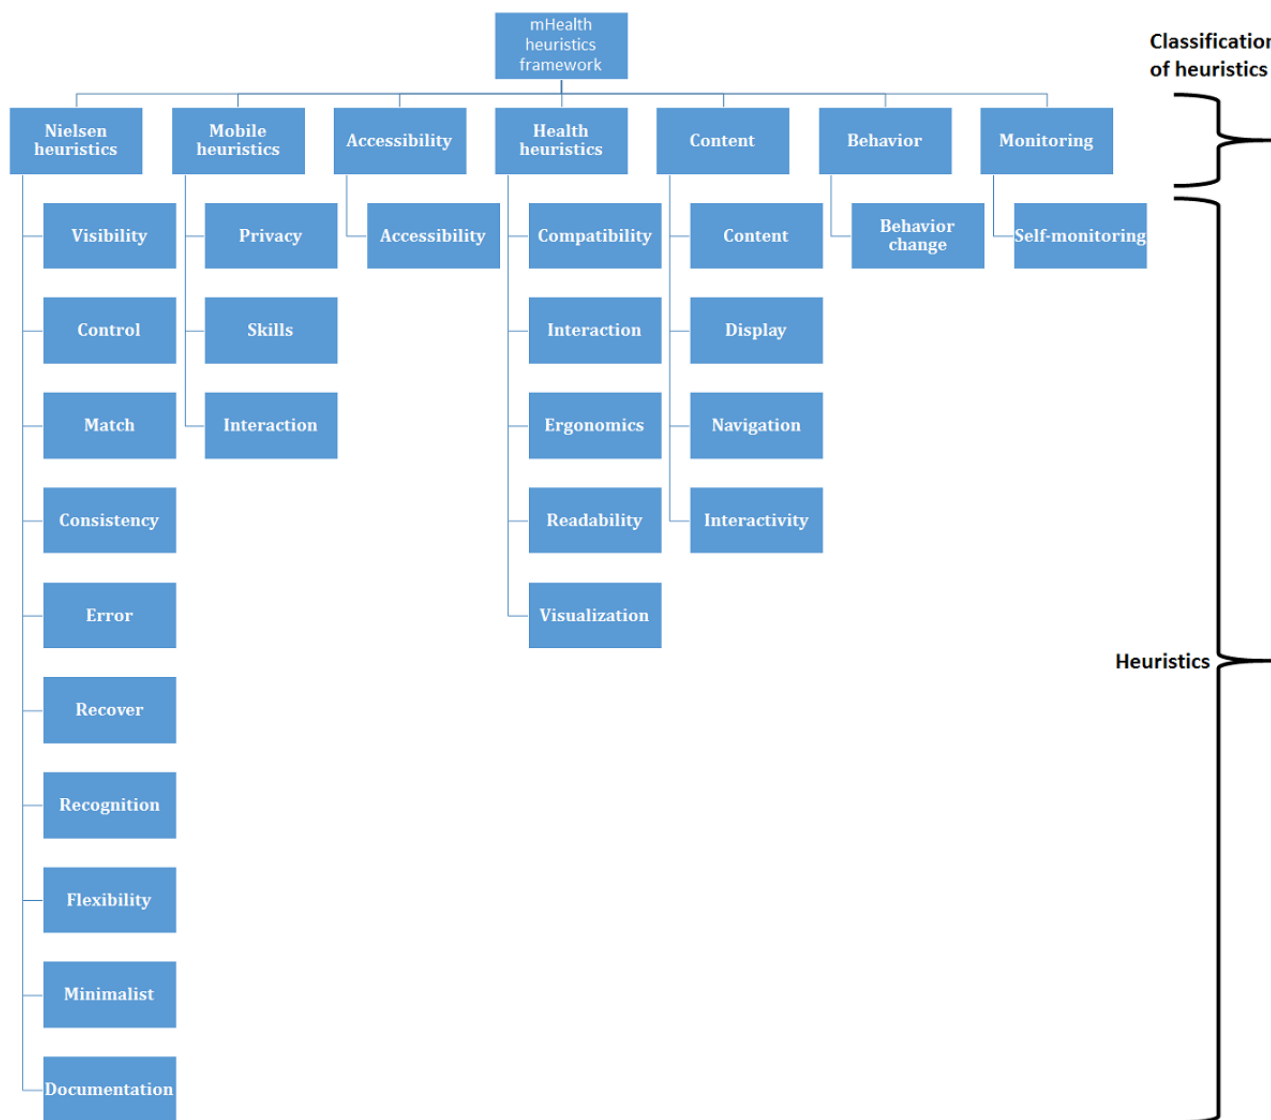 mHealth
heuristics
framework
Classification
of heuristics
Nielsen
heuristics
Mobile
heuristics
Accessibility
Health
heuristics
Content
Behavior
Monitoring
Visibility
Privacy
Accessibility
Compatibility
Content
Behavior
change
Self-monitoring
Control
Skills
Interaction
Display
Match
Interaction
Ergonomics
Navigation
Consistency
Readability
Interactivity
Error
Visualization
Heuristics
Recover
Recognition
Flexibility
Minimalist
Documentation